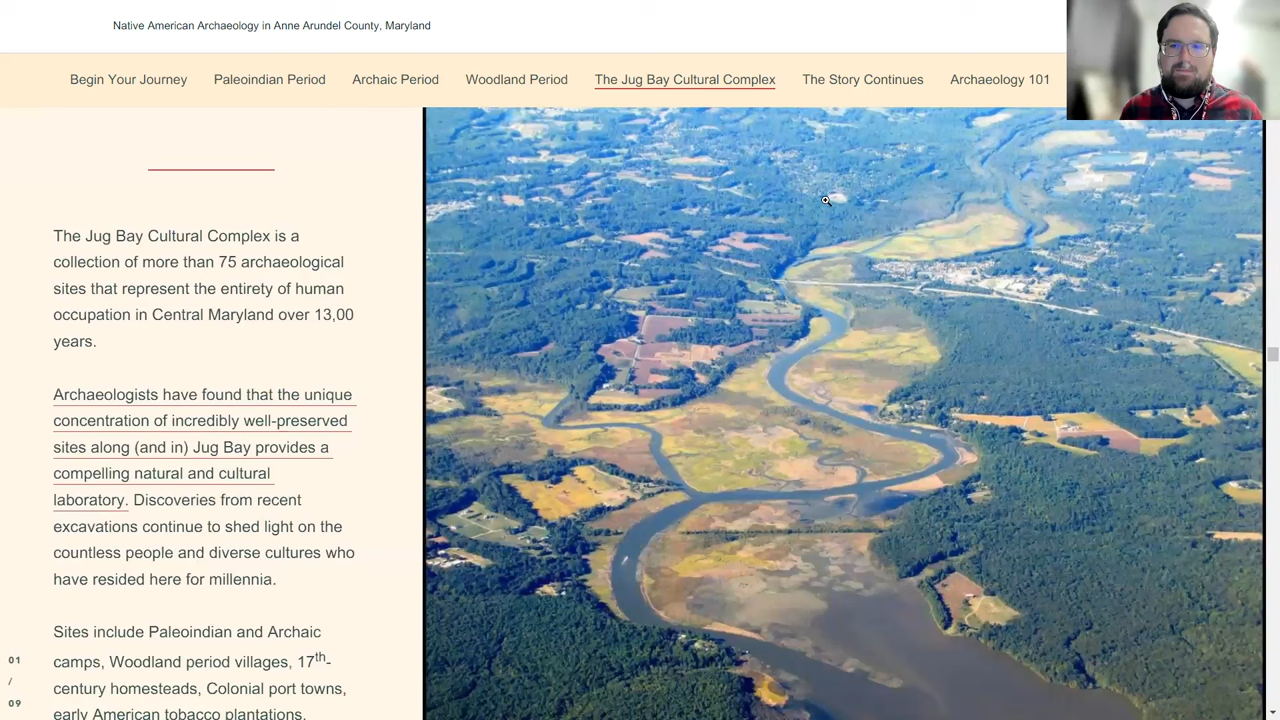 Native American Archaeology in Anne Arundel County, Maryland
Begin Your Journey Paleoindian Period Archaic Period Woodland Period The Jug Bay Cultural Complex The Story Continues Archaeology 101
The Jug Bay Cultural Complex is a
collection of more than 75 archaeological
sites that represent the entirety of human
occupation in Central Maryland over 13,00
years.
Archaeologists have found that the unique
concentration of incredibly well-preserved
sites along (and in) Jug Bay provides a
compelling natural and cultural
laboratory. Discoveries from recent
excavations continue to shed light on the
countless people and diverse cultures who
have resided here for millennia.
Sites include Paleoindian and Archaic
camps, Woodland period villages, 17th-
century homesteads, Colonial port towns,
early American tobacco plantations,
01
/
09